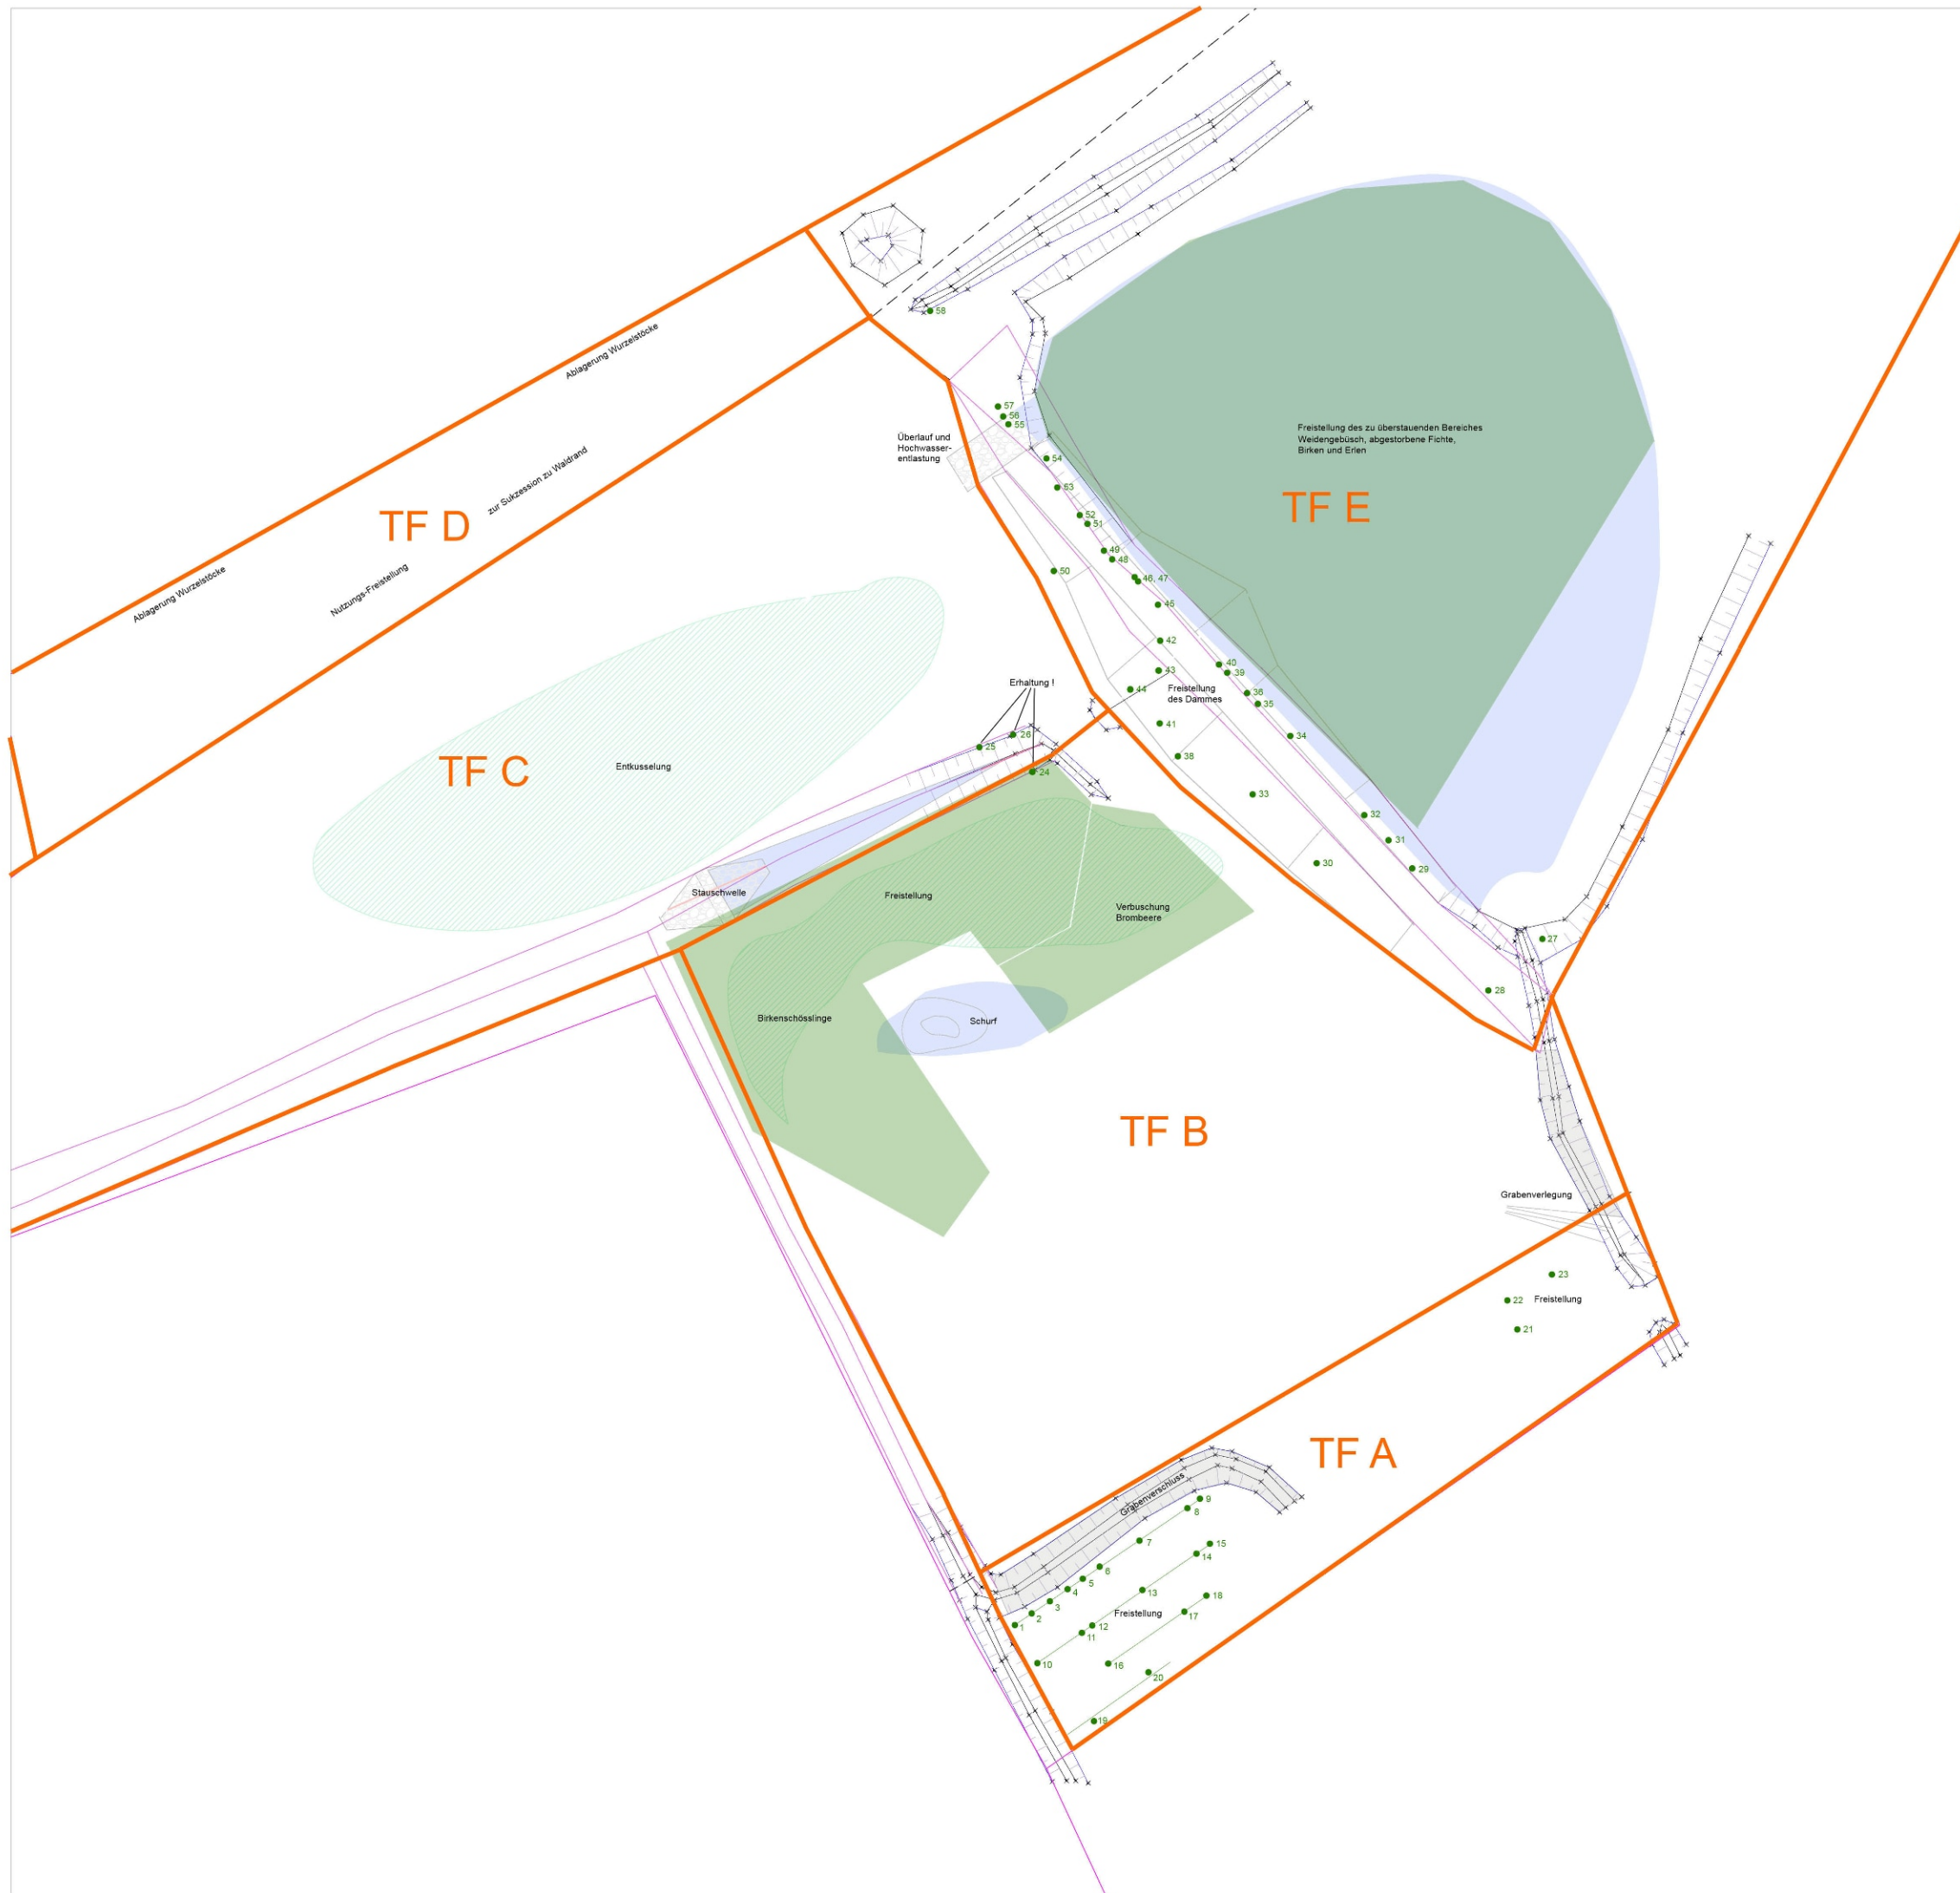 58
Ablagerung Wurzelstöcke
57
56
55
Überlauf und
Hochwasser-
entlastung
54
53
52
51
49
48
50
46, 47
45
Freistellung des zu überstauenden Bereiches
Weidengebüsch, abgestorbene Fichte,
Birken und Erlen
TF E
TF D
zur Sukzession zu Waldrand
Ablagerung Wurzelstöcke
Nutzungs-Freistellung
42
43
44
40
39
Freistellung
des Dammes
36
35
41
34
38
33
32
31
30
29
Erhaltung !
25
26
24
TF C
Entkusselung
Stauschwelle
Freistellung
Verbuschung
Brombeere
27
28
Birkenschösslinge
Schurf
TF B
Grabenverlegung
23
22
Freistellung
21
TF A
Grabenverschluss
9
8
7
6
5
4
3
2
1
15
14
13
12
11
10
Freistellung
18
17
16
20
19